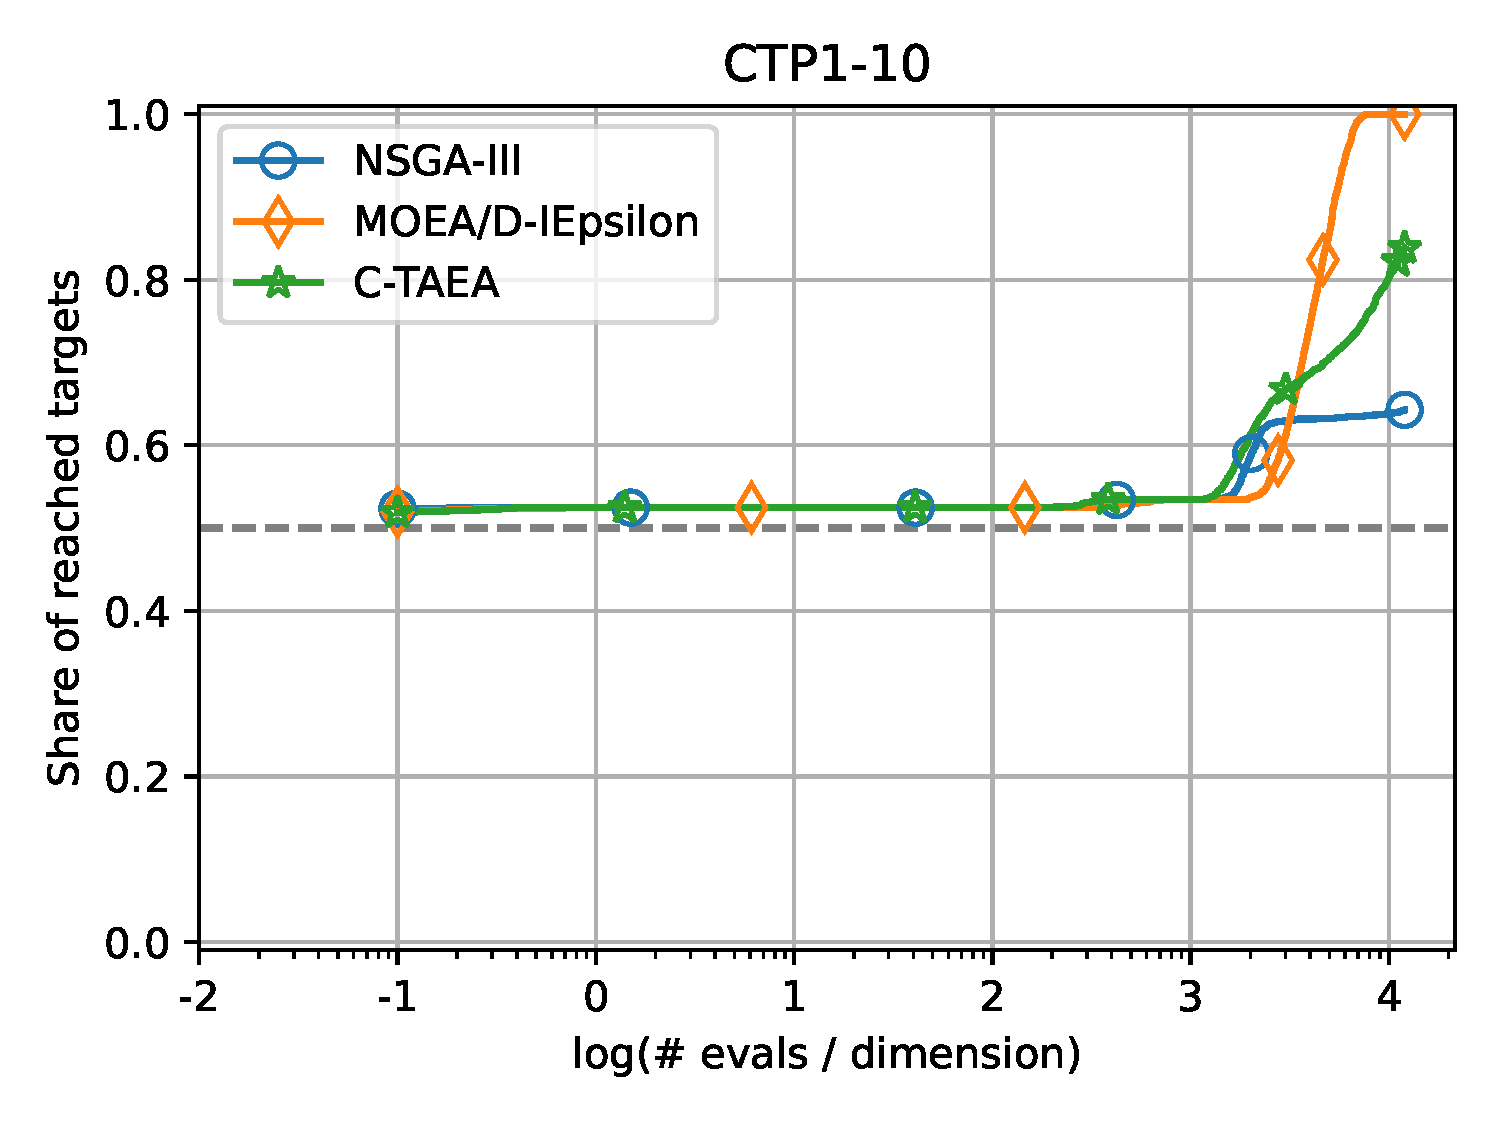 CTP1-10
NSGA-III
MOEA/D-IEpsilon
C-TAEA
Share of reached targets
1.0
0.8
0.6
0.4
0.2
0.0
-2 -1 0 1 2 3 4
log(# evals / dimension)